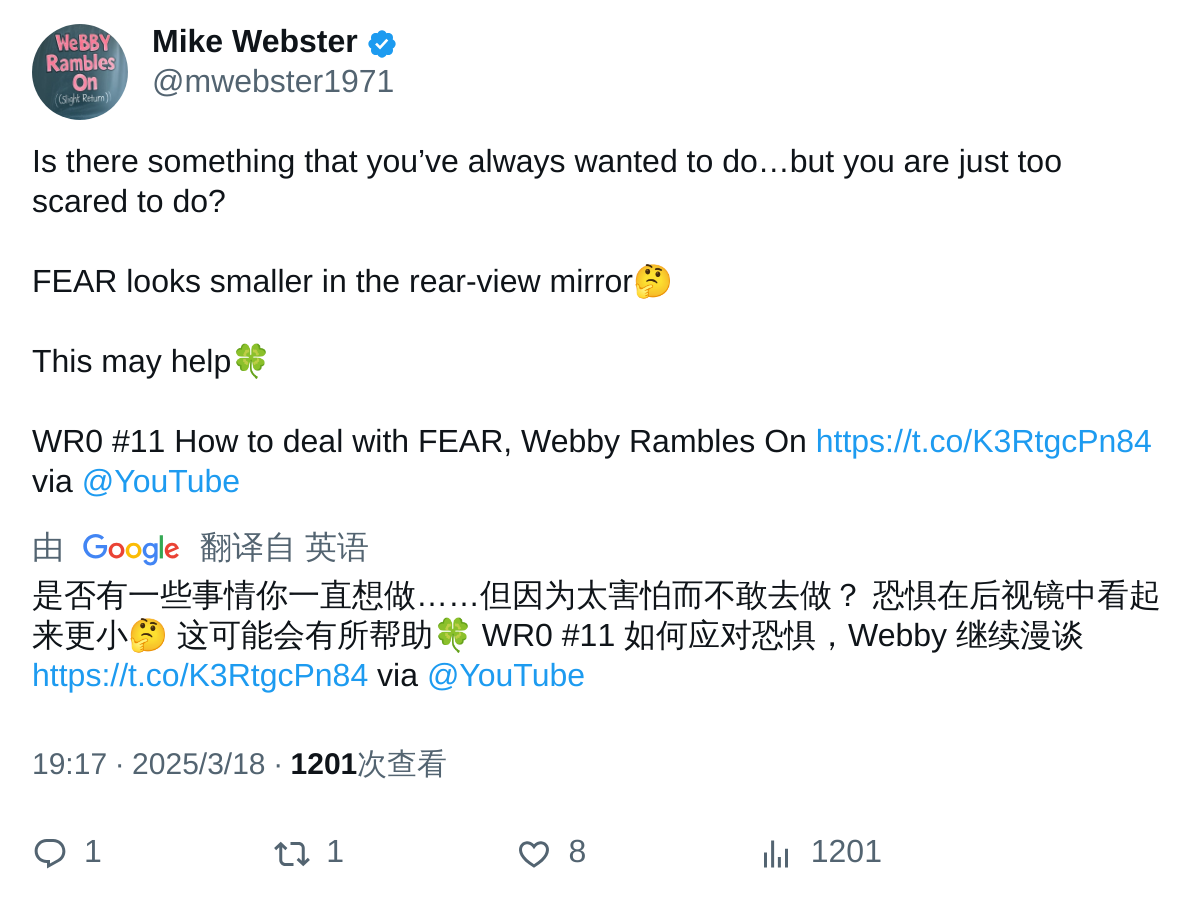 WeBBY
Rambles
On
((Slight Return))
Mike Webster
@mwebster1971
Is there something that you’ve always wanted to do…but you are just too
scared to do?
FEAR looks smaller in the rear-view mirror🤔
This may help🍀
WR0 #11 How to deal with FEAR, Webby Rambles On https://t.co/K3RtgcPn84
via @YouTube
由 Google 翻译自 英语
是否有一些事情你一直想做……但因为太害怕而不敢去做？ 恐惧在后视镜中看起
来更小🤔 这可能会有所帮助🍀 WR0 #11 如何应对恐惧，Webby 继续漫谈
https://t.co/K3RtgcPn84 via @YouTube
19:17 · 2025/3/18 · 1201次查看
1 1 8 1201